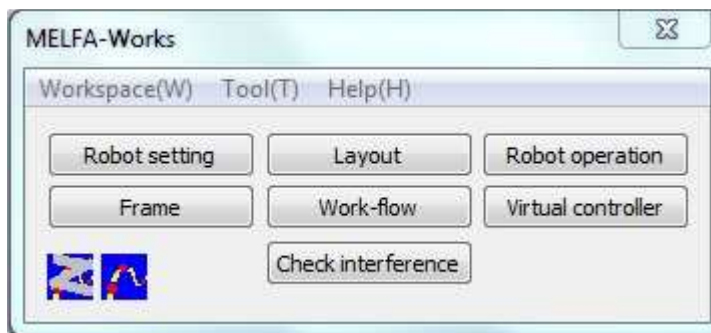 MELFA-Works
Workspace(W) Tool(T) Help(H)
Robot setting Layout Robot operation
Frame Work-flow Virtual controller
Check interference